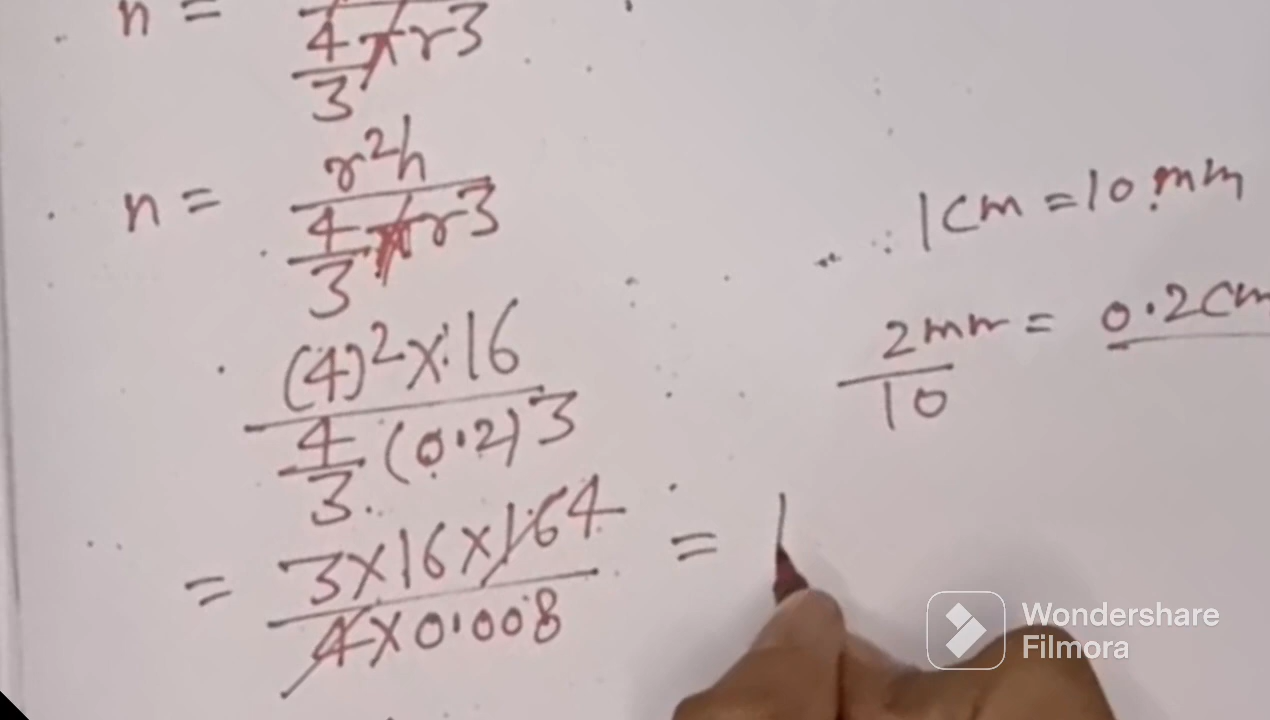 n =
4/3 πr3
n = r2h / 4/3 πr3
1cm = 10 mm
(4)2 × 16 / 4/3 (0.2)3
2mm/10 = 0.2cm
= 3×16×16 4 / 4×0.008 = 1
Wondershare
Filmora